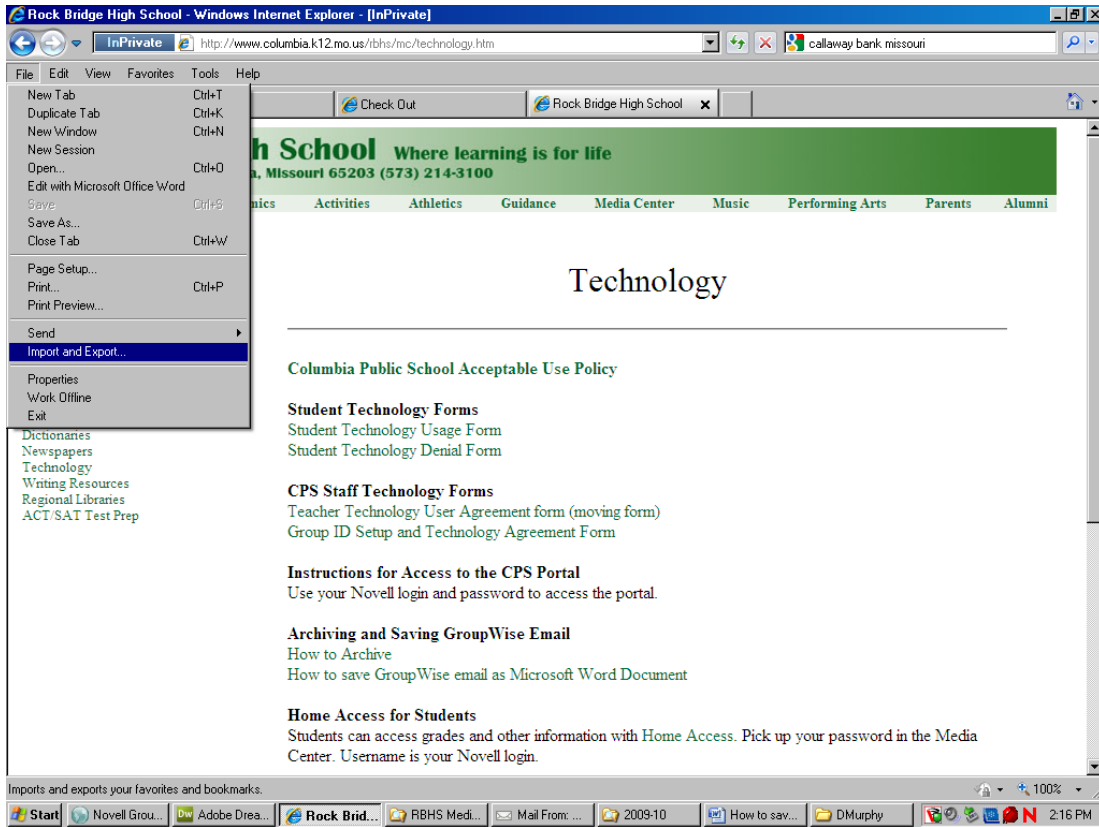 Rock Bridge High School - Windows Internet Explorer - [InPrivate]
InPrivate http://www.columbia.k12.mo.us/rbhs/mc/technology.htm callaway bank missouri
File Edit View Favorites Tools Help
Check Out Rock Bridge High School
New Tab Ctrl+T
Duplicate Tab Ctrl+K
New Window Ctrl+N
New Session
Open... Ctrl+O
Edit with Microsoft Office Word
Save Ctrl+S
Save As...
Close Tab Ctrl+W
Page Setup...
Print... Ctrl+P
Print Preview...
Send
Import and Export...
Properties
Work Offline
Exit
h School Where learning is for life
a, Missouri 65203 (573) 214-3100
mics Activities Athletics Guidance Media Center Music Performing Arts Parents Alumni
Dictionaries
Newspapers
Technology
Writing Resources
Regional Libraries
ACT/SAT Test Prep
Technology
Columbia Public School Acceptable Use Policy
Student Technology Forms
Student Technology Usage Form
Student Technology Denial Form
CPS Staff Technology Forms
Teacher Technology User Agreement form (moving form)
Group ID Setup and Technology Agreement Form
Instructions for Access to the CPS Portal
Use your Novell login and password to access the portal.
Archiving and Saving GroupWise Email
How to Archive
How to save GroupWise email as Microsoft Word Document
Home Access for Students
Students can access grades and other information with Home Access. Pick up your password in the Media
Center. Username is your Novell login.
Imports and exports your favorites and bookmarks. 100%
Start Novell Grou... Adobe Drea... Rock Brid... RBHS Medi... Mail From: ... 2009-10 How to sav... DMurphy 2:16 PM